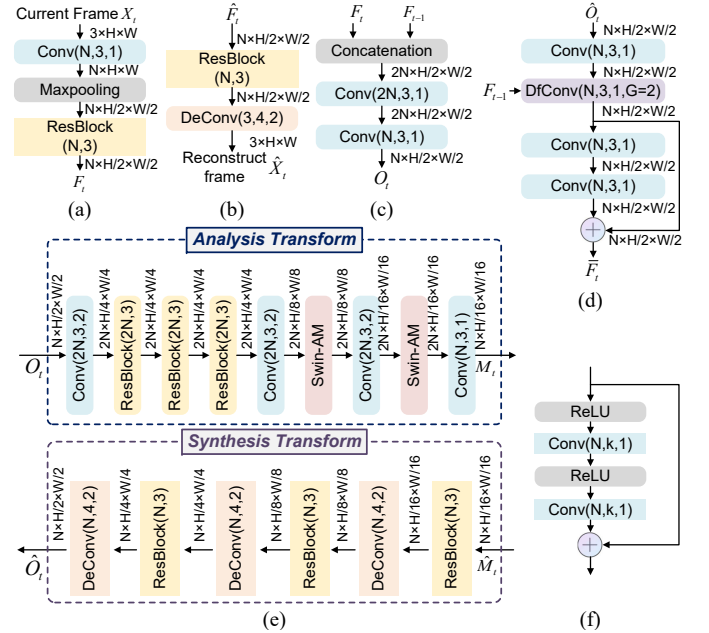 Current Frame X_t
3×H×W
Conv(N,3,1)
N×H×W
Maxpooling
N×H/2×W/2
ResBlock
(N,3)
N×H/2×W/2
F_t
(a)
F̂_t
N×H/2×W/2
ResBlock
(N,3)
N×H/2×W/2
DeConv(3,4,2)
3×H×W
Reconstruct
frame X̂_t
(b)
F_t F_{t-1}
Concatenation
2N×H/2×W/2
Conv(2N,3,1)
2N×H/2×W/2
Conv(N,3,1)
N×H/2×W/2
O_t
(c)
Ô_t
N×H/2×W/2
Conv(N,3,1)
N×H/2×W/2
F_{t-1} DfConv(N,3,1,G=2)
N×H/2×W/2
Conv(N,3,1)
N×H/2×W/2
Conv(N,3,1)
N×H/2×W/2
+
N×H/2×W/2
F̄_t
(d)
Analysis Transform
O_t
N×H/2×W/2
Conv(2N,3,2)
2N×H/4×W/4
ResBlock(2N,3)
2N×H/4×W/4
ResBlock(2N,3)
2N×H/4×W/4
ResBlock(2N,3)
2N×H/4×W/4
Conv(2N,3,2)
2N×H/8×W/8
Swin-AM
2N×H/8×W/8
Conv(2N,3,2)
2N×H/16×W/16
Swin-AM
2N×H/16×W/16
Conv(N,3,1)
N×H/16×W/16
M_t
Synthesis Transform
Ô_t
N×H/2×W/2
DeConv(N,4,2)
N×H/4×W/4
ResBlock(N,3)
N×H/4×W/4
DeConv(N,4,2)
N×H/8×W/8
ResBlock(N,3)
N×H/8×W/8
DeConv(N,4,2)
N×H/16×W/16
ResBlock(N,3)
N×H/16×W/16
M̂_t
(e)
ReLU
Conv(N,k,1)
ReLU
Conv(N,k,1)
+
(f)